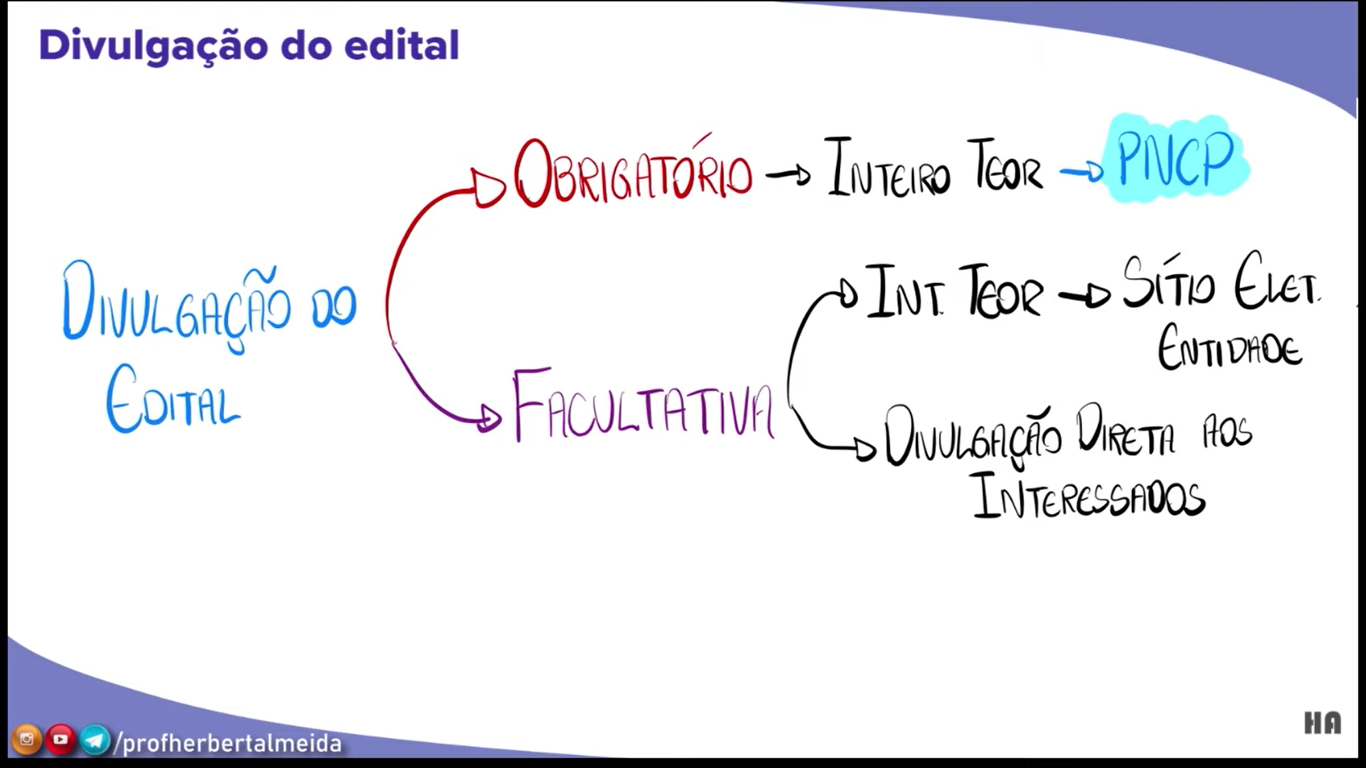 Divulgação do edital
OBRIGATÓRIO → INTEIRO TEOR → PNCP
DIVULGAÇÃO DO
EDITAL
INT. TEOR → SÍTIO ELET.
ENTIDADE
FACULTATIVA
DIVULGAÇÃO DIRETA AOS
INTERESSADOS
/profherbertalmeida
HA